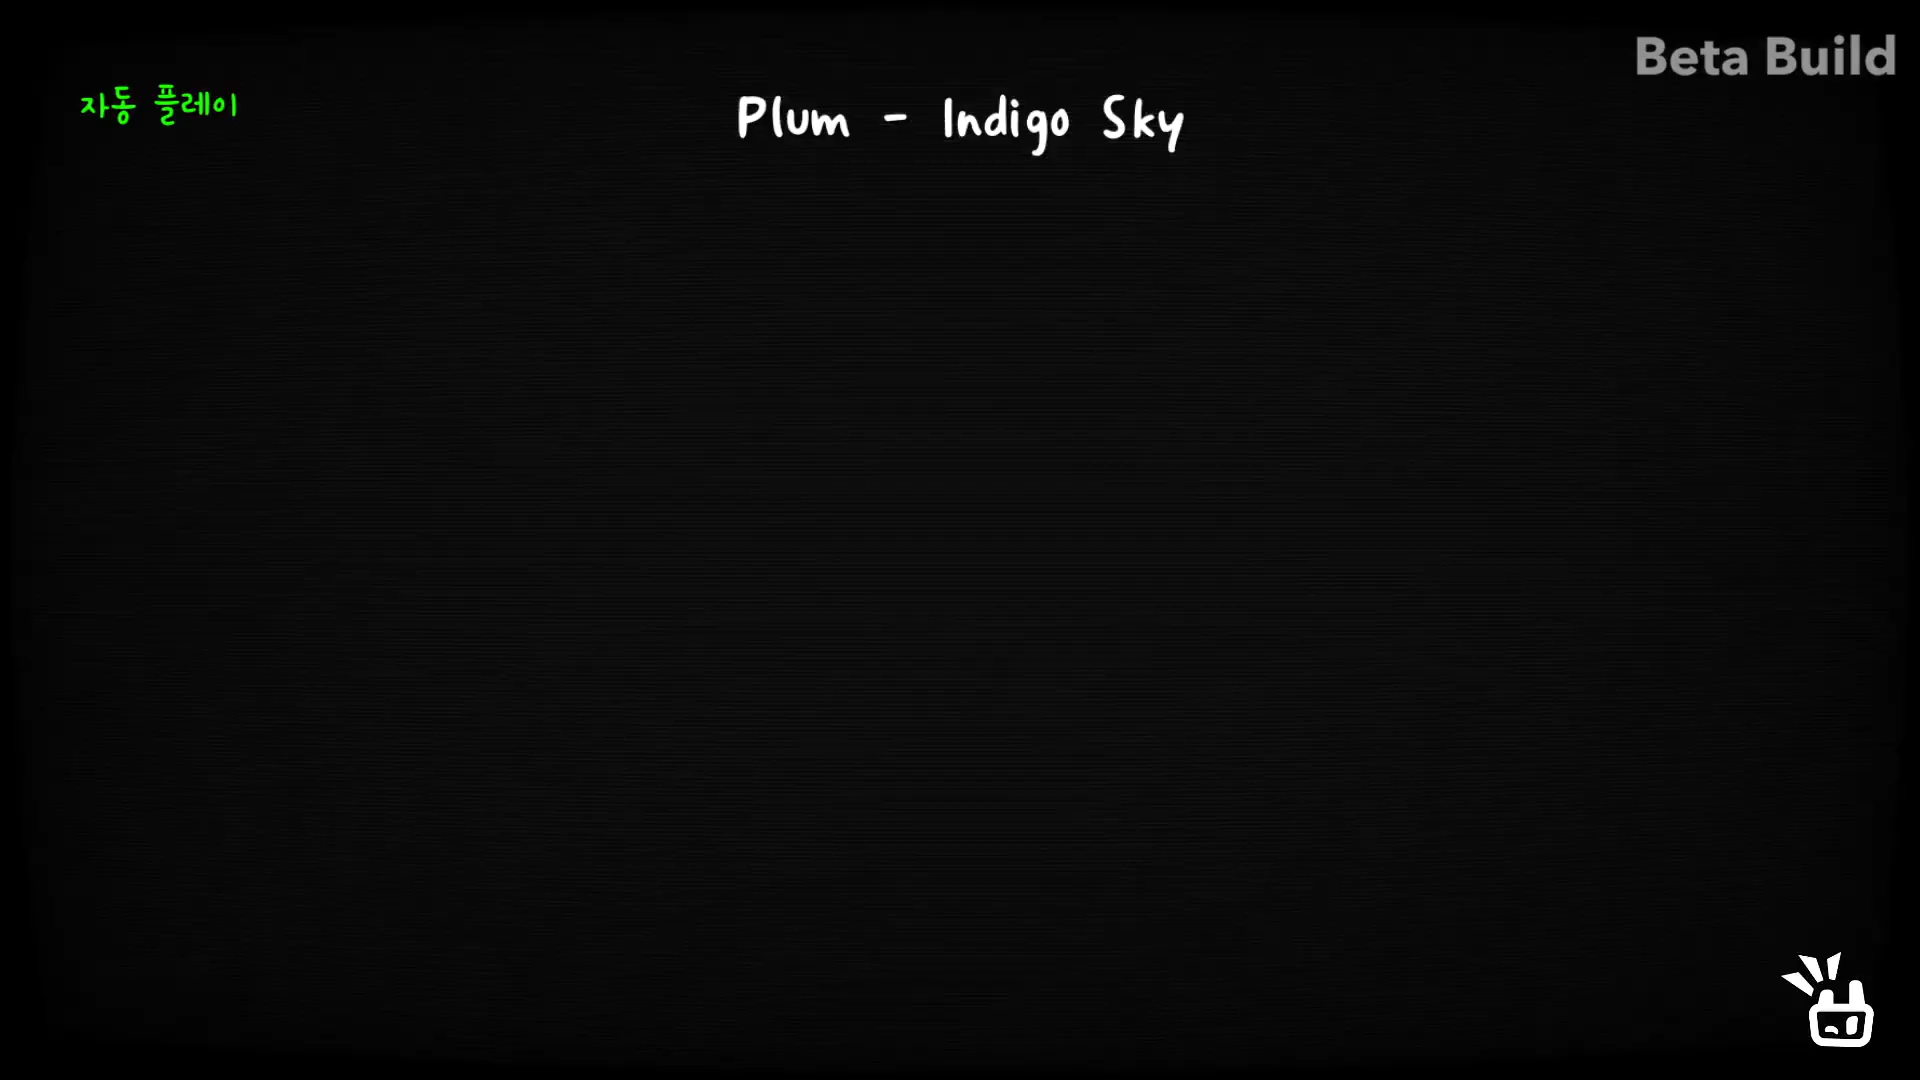 Beta Build
자동 플레이
Plum - Indigo Sky